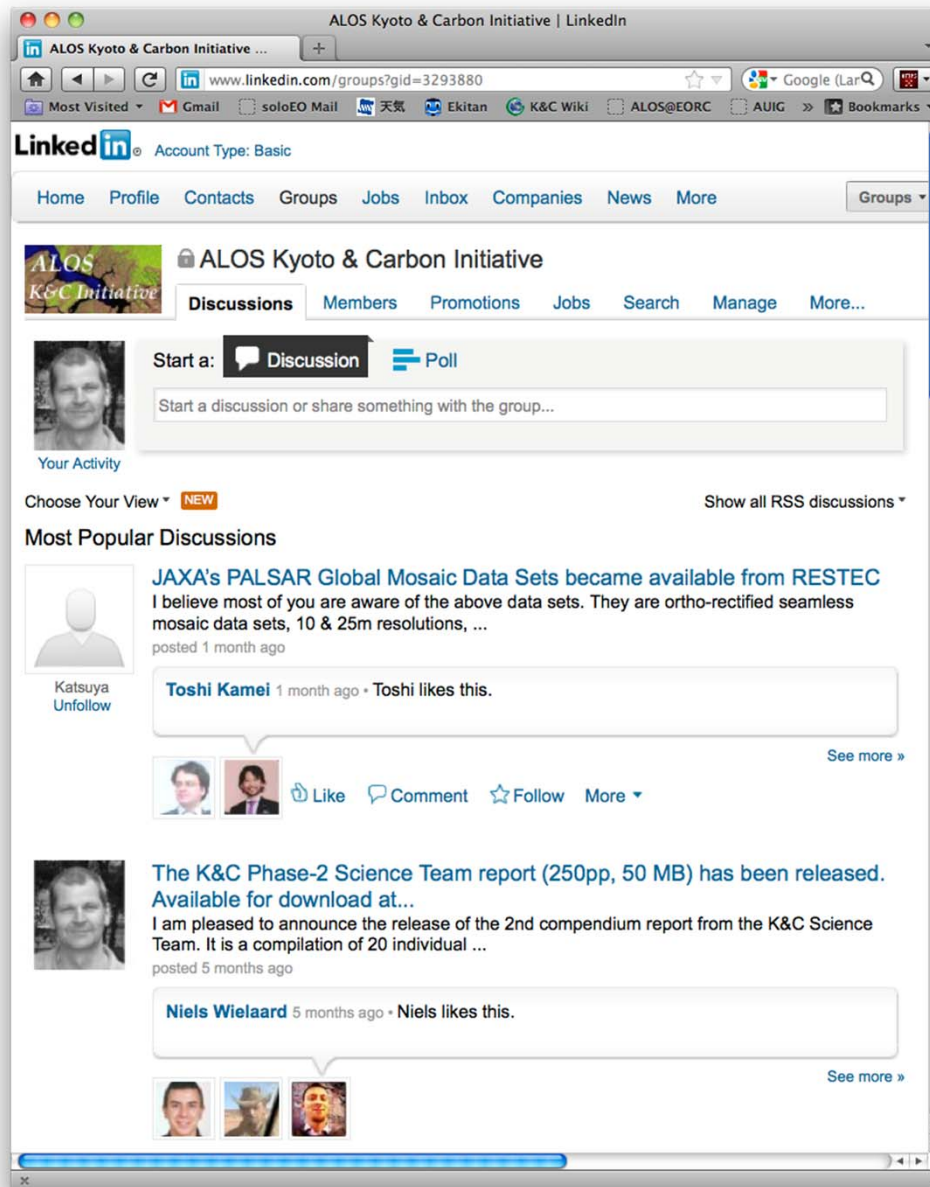 ALOS Kyoto & Carbon Initiative | LinkedIn
in ALOS Kyoto & Carbon Initiative ... +
in www.linkedin.com/groups?gid=3293880 Google (Lar
Most Visited Gmail soloEO Mail 天気 Ekitan K&C Wiki ALOS@EORC AUIG » Bookmarks
Linked in® Account Type: Basic
Home Profile Contacts Groups Jobs Inbox Companies News More Groups
ALOS
K&C Initiative
ALOS Kyoto & Carbon Initiative
Discussions Members Promotions Jobs Search Manage More...
Start a: Discussion Poll
Start a discussion or share something with the group...
Your Activity
Choose Your View NEW Show all RSS discussions
Most Popular Discussions
JAXA's PALSAR Global Mosaic Data Sets became available from RESTEC
I believe most of you are aware of the above data sets. They are ortho-rectified seamless
mosaic data sets, 10 & 25m resolutions, ...
posted 1 month ago
Katsuya
Unfollow
Toshi Kamei 1 month ago • Toshi likes this.
See more »
Like Comment Follow More
The K&C Phase-2 Science Team report (250pp, 50 MB) has been released.
Available for download at...
I am pleased to announce the release of the 2nd compendium report from the K&C Science
Team. It is a compilation of 20 individual ...
posted 5 months ago
Niels Wielaard 5 months ago • Niels likes this.
See more »